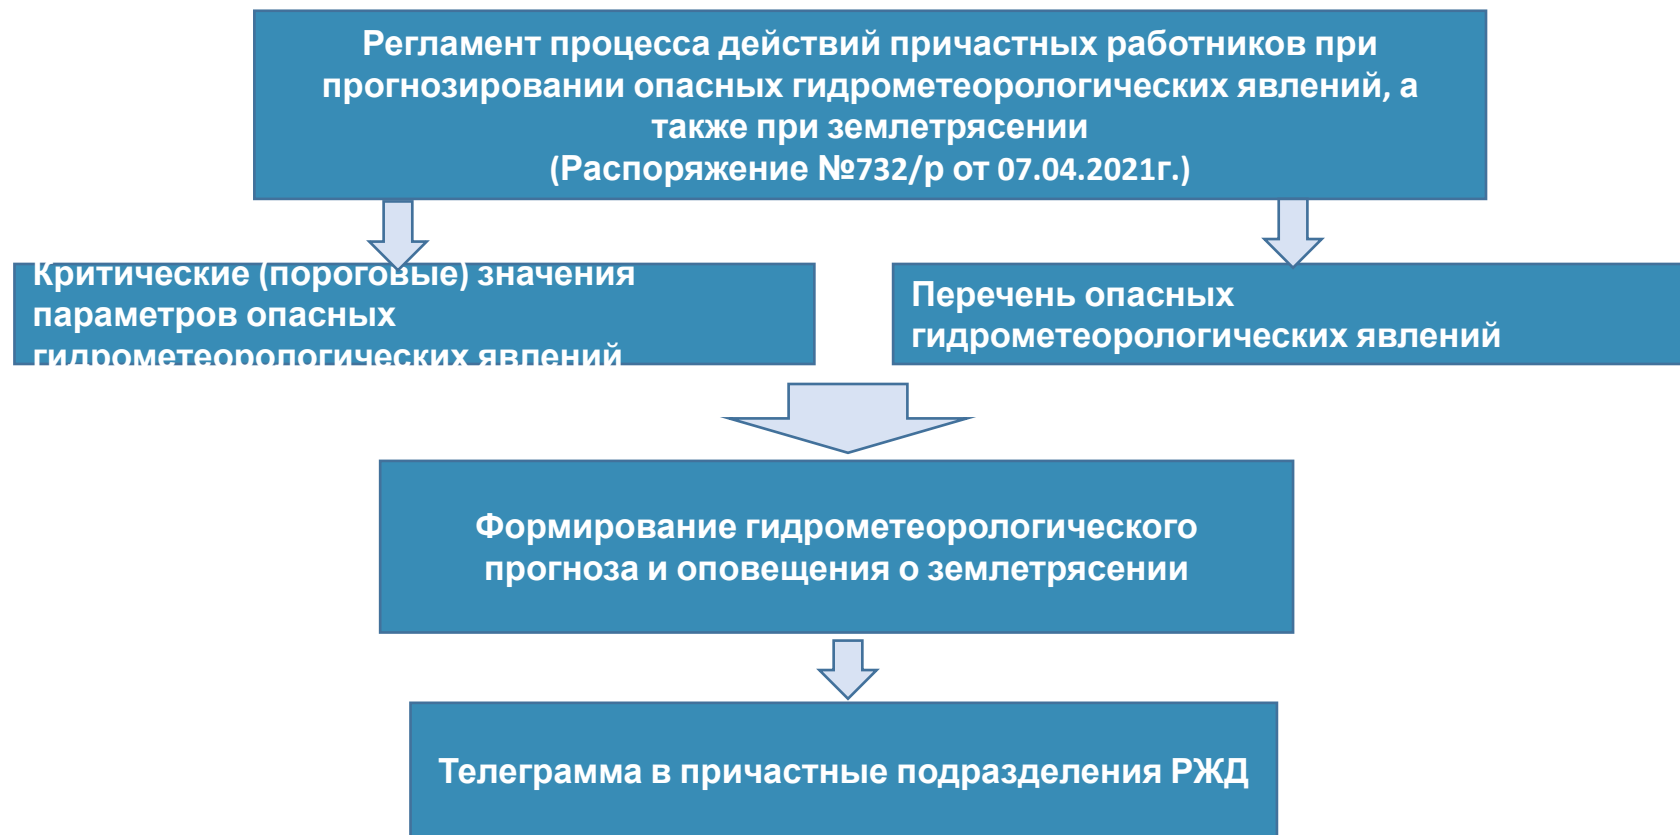 Регламент процесса действий причастных работников при
прогнозировании опасных гидрометеорологических явлений, а
также при землетрясении
(Распоряжение №732/р от 07.04.2021г.)
Критические (пороговые) значения
параметров опасных
гидрометеорологических явлений
Перечень опасных
гидрометеорологических явлений
Формирование гидрометеорологического
прогноза и оповещения о землетрясении
Телеграмма в причастные подразделения РЖД